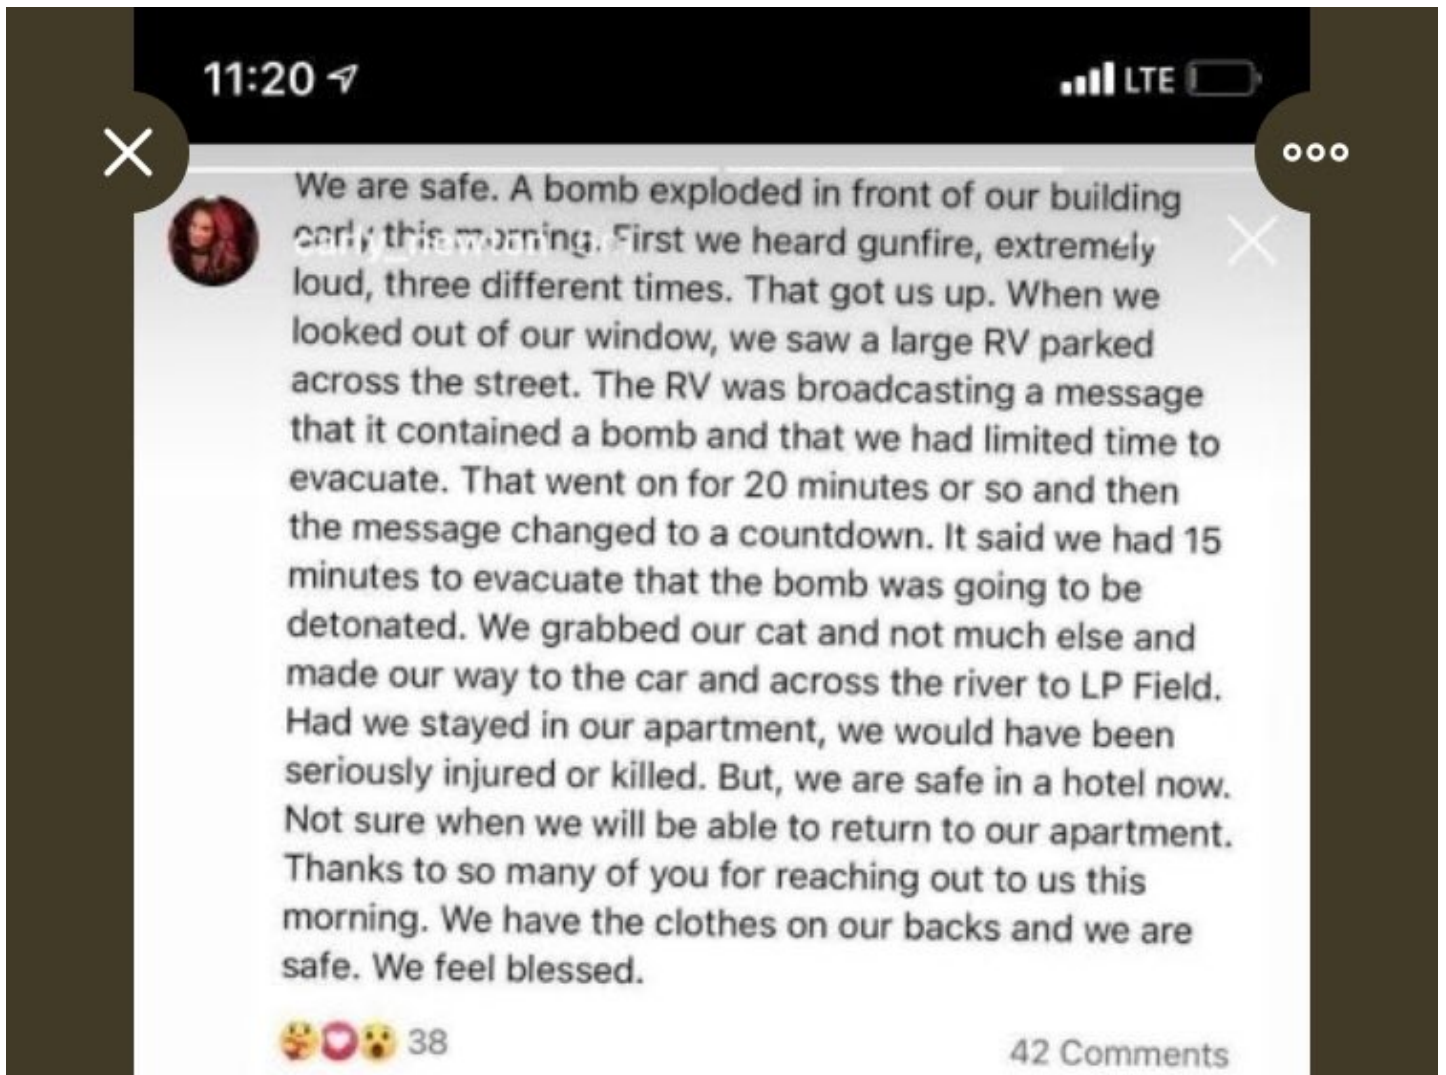 11:20
LTE
We are safe. A bomb exploded in front of our building
early this morning. First we heard gunfire, extremely
loud, three different times. That got us up. When we
looked out of our window, we saw a large RV parked
across the street. The RV was broadcasting a message
that it contained a bomb and that we had limited time to
evacuate. That went on for 20 minutes or so and then
the message changed to a countdown. It said we had 15
minutes to evacuate that the bomb was going to be
detonated. We grabbed our cat and not much else and
made our way to the car and across the river to LP Field.
Had we stayed in our apartment, we would have been
seriously injured or killed. But, we are safe in a hotel now.
Not sure when we will be able to return to our apartment.
Thanks to so many of you for reaching out to us this
morning. We have the clothes on our backs and we are
safe. We feel blessed.
38
42 Comments